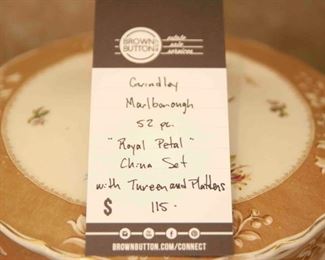 BROWN
BUTTON
estate
sale
services
Grindley
Marlborough
52 pc.
"Royal Petal"
China Set
with Tureen and Platters
$ 115.
BROWNBUTTON.COM/CONNECT